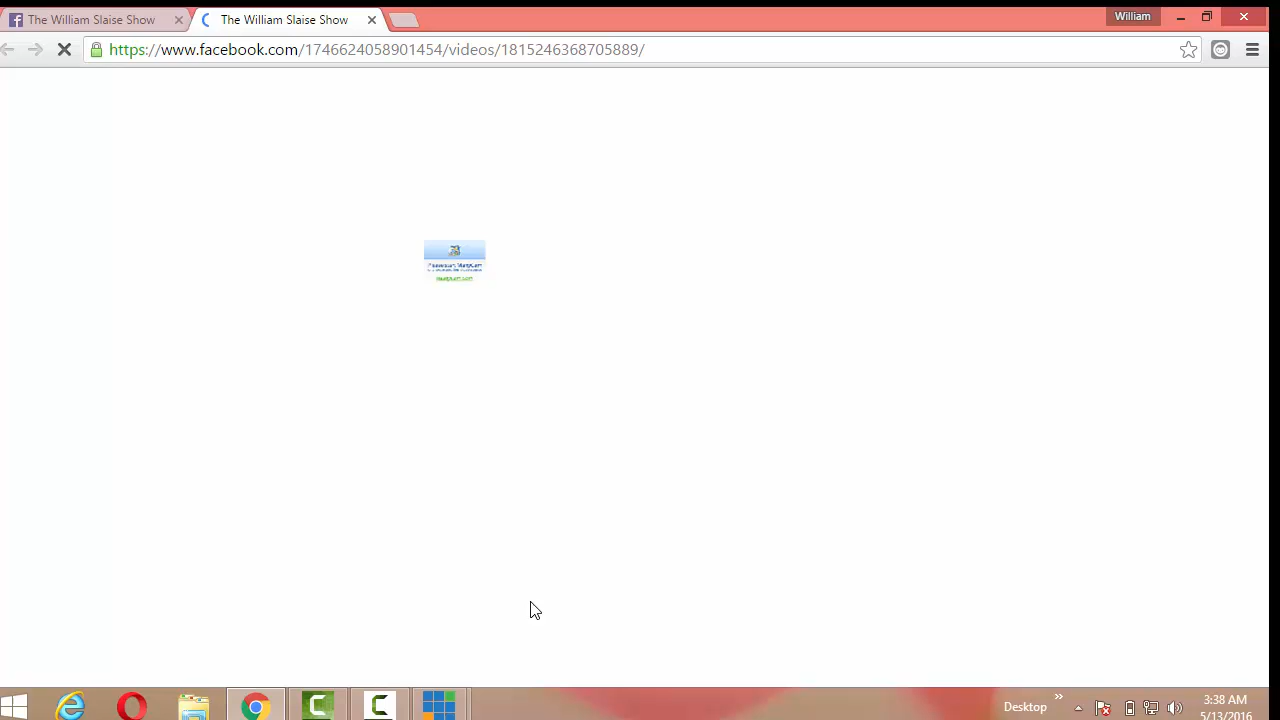 The William Slaise Show
The William Slaise Show
William
https://www.facebook.com/1746624058901454/videos/1815246368705889/
Desktop
3:38 AM
5/13/2016